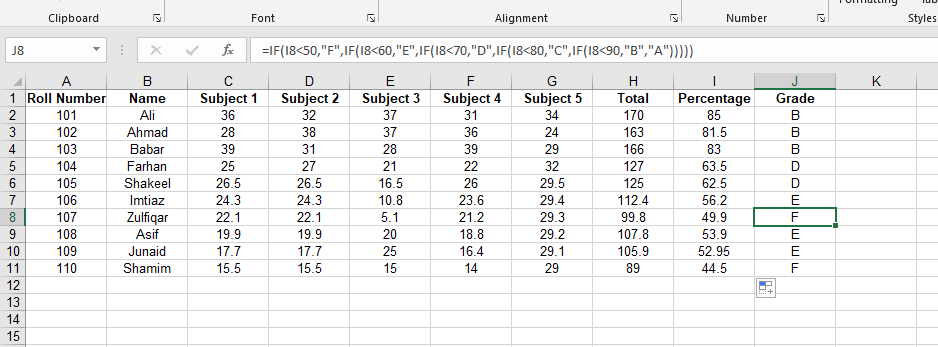 Formatting Tab
Clipboard Font Alignment Number Styles
J8 fx =IF(I8<50,"F",IF(I8<60,"E",IF(I8<70,"D",IF(I8<80,"C",IF(I8<90,"B","A")))))
A B C D E F G H I J K
1 Roll Number Name Subject 1 Subject 2 Subject 3 Subject 4 Subject 5 Total Percentage Grade
2 101 Ali 36 32 37 31 34 170 85 B
3 102 Ahmad 28 38 37 36 24 163 81.5 B
4 103 Babar 39 31 28 39 29 166 83 B
5 104 Farhan 25 27 21 22 32 127 63.5 D
6 105 Shakeel 26.5 26.5 16.5 26 29.5 125 62.5 D
7 106 Imtiaz 24.3 24.3 10.8 23.6 29.4 112.4 56.2 E
8 107 Zulfiqar 22.1 22.1 5.1 21.2 29.3 99.8 49.9 F
9 108 Asif 19.9 19.9 20 18.8 29.2 107.8 53.9 E
10 109 Junaid 17.7 17.7 25 16.4 29.1 105.9 52.95 E
11 110 Shamim 15.5 15.5 15 14 29 89 44.5 F
12
13
14
15